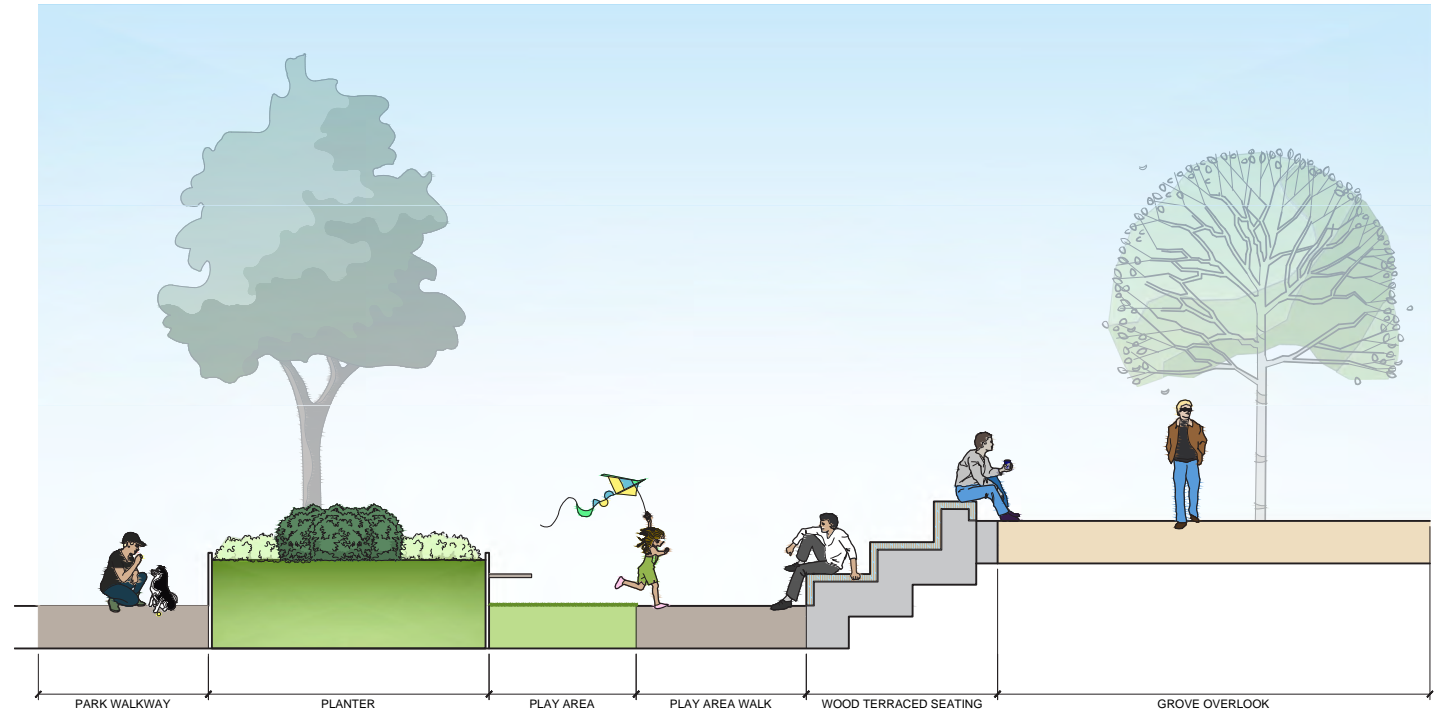 PARK WALKWAY
PLANTER
PLAY AREA
PLAY AREA WALK
WOOD TERRACED SEATING
GROVE OVERLOOK